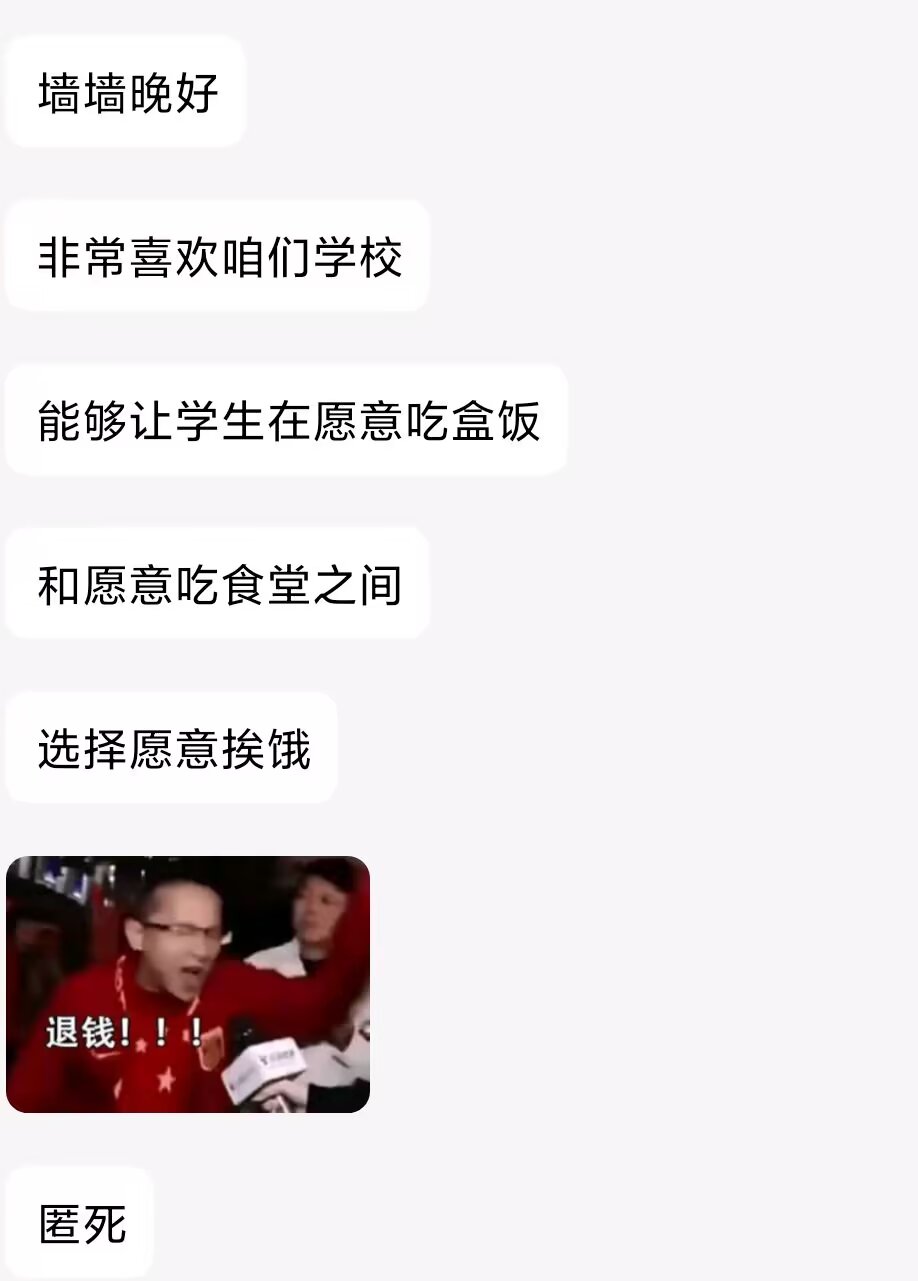 墙墙晚好
非常喜欢咱们学校
能够让学生在愿意吃盒饭
和愿意吃食堂之间
选择愿意挨饿
退钱！！！
匿死